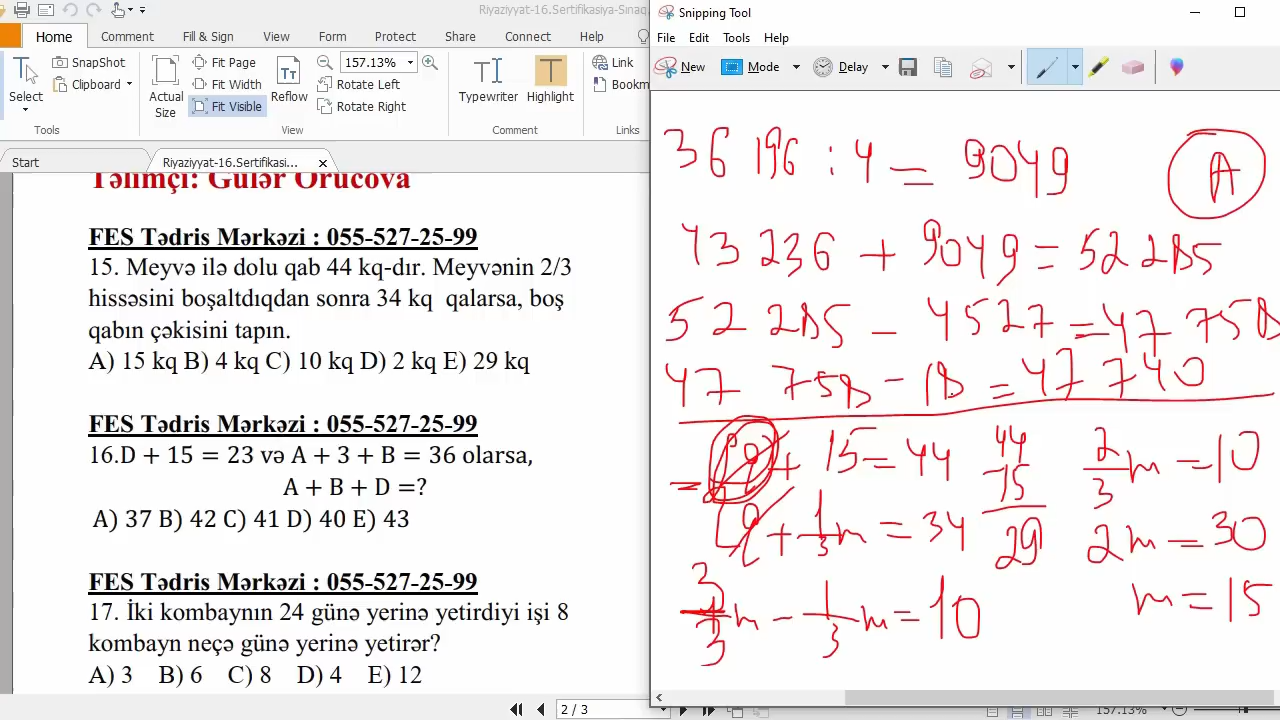 Riyaziyyat-16.Sertifikasiya-Sınaq
Home Comment Fill & Sign View Form Protect Share Connect Help
Select
SnapShot
Clipboard
Actual Size
Fit Page
Fit Width
Fit Visible
Reflow
157.13%
Rotate Left
Rotate Right
Typewriter
Highlight
Link
Bookm
Tools View Comment Links
Start Riyaziyyat-16.Sertifikasi...
Təlimçi: Gülər Orucova
FES Tədris Mərkəzi : 055-527-25-99
15. Meyvə ilə dolu qab 44 kq-dır. Meyvənin 2/3
hissəsini boşaltdıqdan sonra 34 kq qalarsa, boş
qabın çəkisini tapın.
A) 15 kq B) 4 kq C) 10 kq D) 2 kq E) 29 kq
FES Tədris Mərkəzi : 055-527-25-99
16.D + 15 = 23 və A + 3 + B = 36 olarsa,
A + B + D =?
A) 37 B) 42 C) 41 D) 40 E) 43
FES Tədris Mərkəzi : 055-527-25-99
17. İki kombaynın 24 günə yerinə yetirdiyi işi 8
kombayn neçə günə yerinə yetirər?
A) 3 B) 6 C) 8 D) 4 E) 12
2 / 3
157.13%
Snipping Tool
File Edit Tools Help
New Mode Delay
36 196 : 4 = 9049
A
43 236 + 9049 = 52 285
52 285 - 4527 = 47 758
47 758 - 18 = 47 740
+ 15 = 44
44
15
29
2/3 m = 10
q + 1/3 m = 34
2m = 30
3/3 m - 1/3 m = 10
m = 15